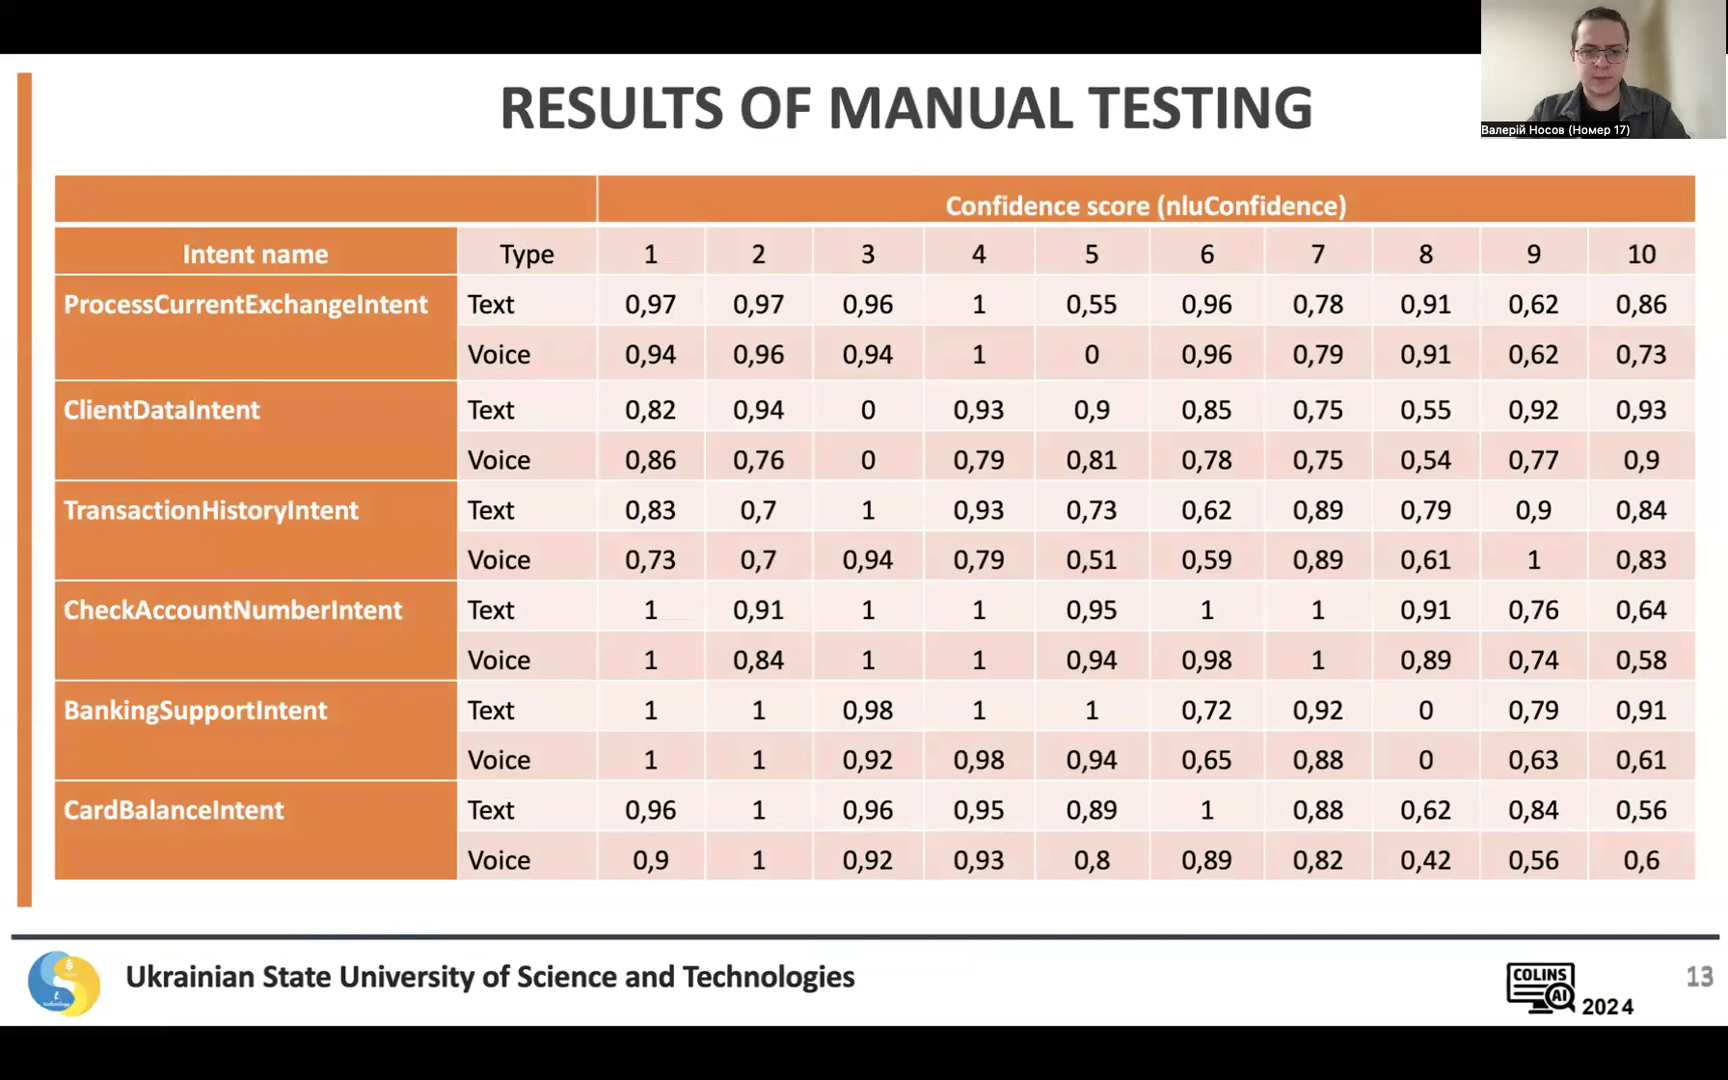 RESULTS OF MANUAL TESTING
Валерій Носов (Номер 17)
Confidence score (nluConfidence)
Intent name Type 1 2 3 4 5 6 7 8 9 10
ProcessCurrentExchangeIntent Text 0,97 0,97 0,96 1 0,55 0,96 0,78 0,91 0,62 0,86
Voice 0,94 0,96 0,94 1 0 0,96 0,79 0,91 0,62 0,73
ClientDataIntent Text 0,82 0,94 0 0,93 0,9 0,85 0,75 0,55 0,92 0,93
Voice 0,86 0,76 0 0,79 0,81 0,78 0,75 0,54 0,77 0,9
TransactionHistoryIntent Text 0,83 0,7 1 0,93 0,73 0,62 0,89 0,79 0,9 0,84
Voice 0,73 0,7 0,94 0,79 0,51 0,59 0,89 0,61 1 0,83
CheckAccountNumberIntent Text 1 0,91 1 1 0,95 1 1 0,91 0,76 0,64
Voice 1 0,84 1 1 0,94 0,98 1 0,89 0,74 0,58
BankingSupportIntent Text 1 1 0,98 1 1 0,72 0,92 0 0,79 0,91
Voice 1 1 0,92 0,98 0,94 0,65 0,88 0 0,63 0,61
CardBalanceIntent Text 0,96 1 0,96 0,95 0,89 1 0,88 0,62 0,84 0,56
Voice 0,9 1 0,92 0,93 0,8 0,89 0,82 0,42 0,56 0,6
Ukrainian State University of Science and Technologies
COLINS
AI
2024
13